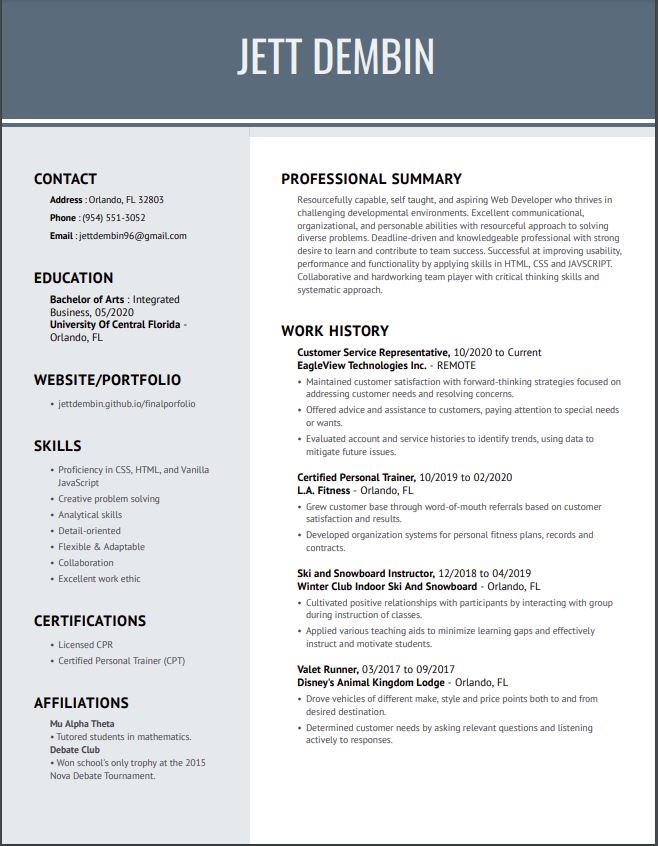 JETT DEMBIN
CONTACT
Address : Orlando, FL 32803
Phone : (954) 551-3052
Email : jettdembin96@gmail.com
EDUCATION
Bachelor of Arts : Integrated
Business, 05/2020
University Of Central Florida -
Orlando, FL
WEBSITE/PORTFOLIO
• jettdembin.github.io/finalporfolio
SKILLS
• Proficiency in CSS, HTML, and Vanilla
JavaScript
• Creative problem solving
• Analytical skills
• Detail-oriented
• Flexible & Adaptable
• Collaboration
• Excellent work ethic
CERTIFICATIONS
• Licensed CPR
• Certified Personal Trainer (CPT)
AFFILIATIONS
Mu Alpha Theta
• Tutored students in mathematics.
Debate Club
• Won school's only trophy at the 2015
Nova Debate Tournament.
PROFESSIONAL SUMMARY
Resourcefully capable, self taught, and aspiring Web Developer who thrives in
challenging developmental environments. Excellent communicational,
organizational, and personable abilities with resourceful approach to solving
diverse problems. Deadline-driven and knowledgeable professional with strong
desire to learn and contribute to team success. Successful at improving usability,
performance and functionality by applying skills in HTML, CSS and JAVSCRIPT.
Collaborative and hardworking team player with critical thinking skills and
systematic approach.
WORK HISTORY
Customer Service Representative, 10/2020 to Current
EagleView Technologies Inc. - REMOTE
• Maintained customer satisfaction with forward-thinking strategies focused on
addressing customer needs and resolving concerns.
• Offered advice and assistance to customers, paying attention to special needs
or wants.
• Evaluated account and service histories to identify trends, using data to
mitigate future issues.
Certified Personal Trainer, 10/2019 to 02/2020
L.A. Fitness - Orlando, FL
• Grew customer base through word-of-mouth referrals based on customer
satisfaction and results.
• Developed organization systems for personal fitness plans, records and
contracts.
Ski and Snowboard Instructor, 12/2018 to 04/2019
Winter Club Indoor Ski And Snowboard - Orlando, FL
• Cultivated positive relationships with participants by interacting with group
during instruction of classes.
• Applied various teaching aids to minimize learning gaps and effectively
instruct and motivate students.
Valet Runner, 03/2017 to 09/2017
Disney's Animal Kingdom Lodge - Orlando, FL
• Drove vehicles of different make, style and price points both to and from
desired destination.
• Determined customer needs by asking relevant questions and listening
actively to responses.